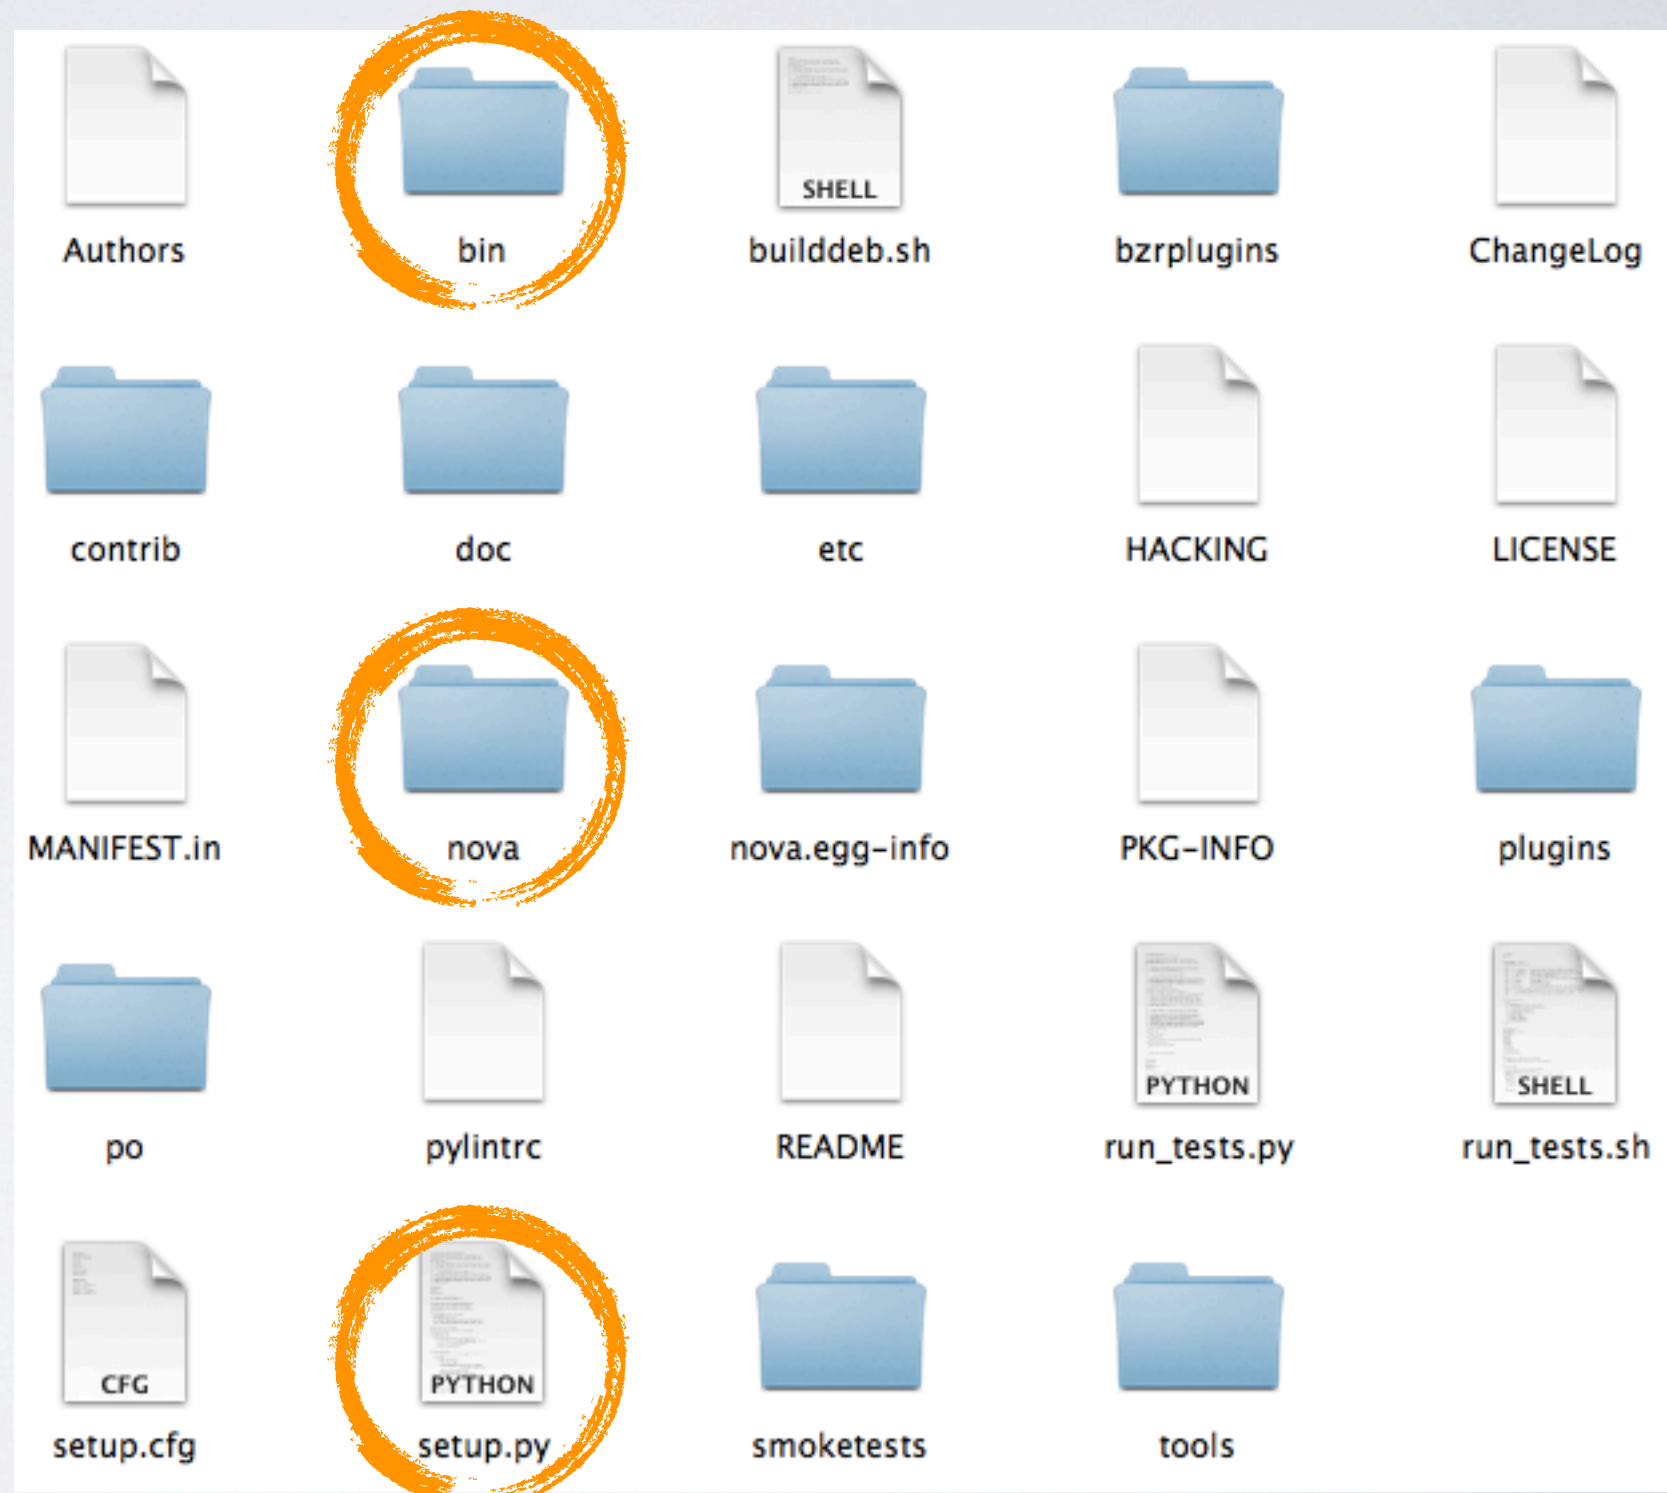 SHELL
Authors bin builddeb.sh bzrplugins ChangeLog
contrib doc etc HACKING LICENSE
MANIFEST.in nova nova.egg-info PKG-INFO plugins
PYTHON SHELL
po pylintrc README run_tests.py run_tests.sh
CFG PYTHON
setup.cfg setup.py smoketests tools